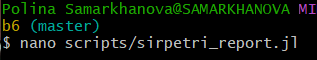 Polina Samarkhanova@SAMARKHANOVA MI
b6 (master)
$ nano scripts/sirpetri_report.jl